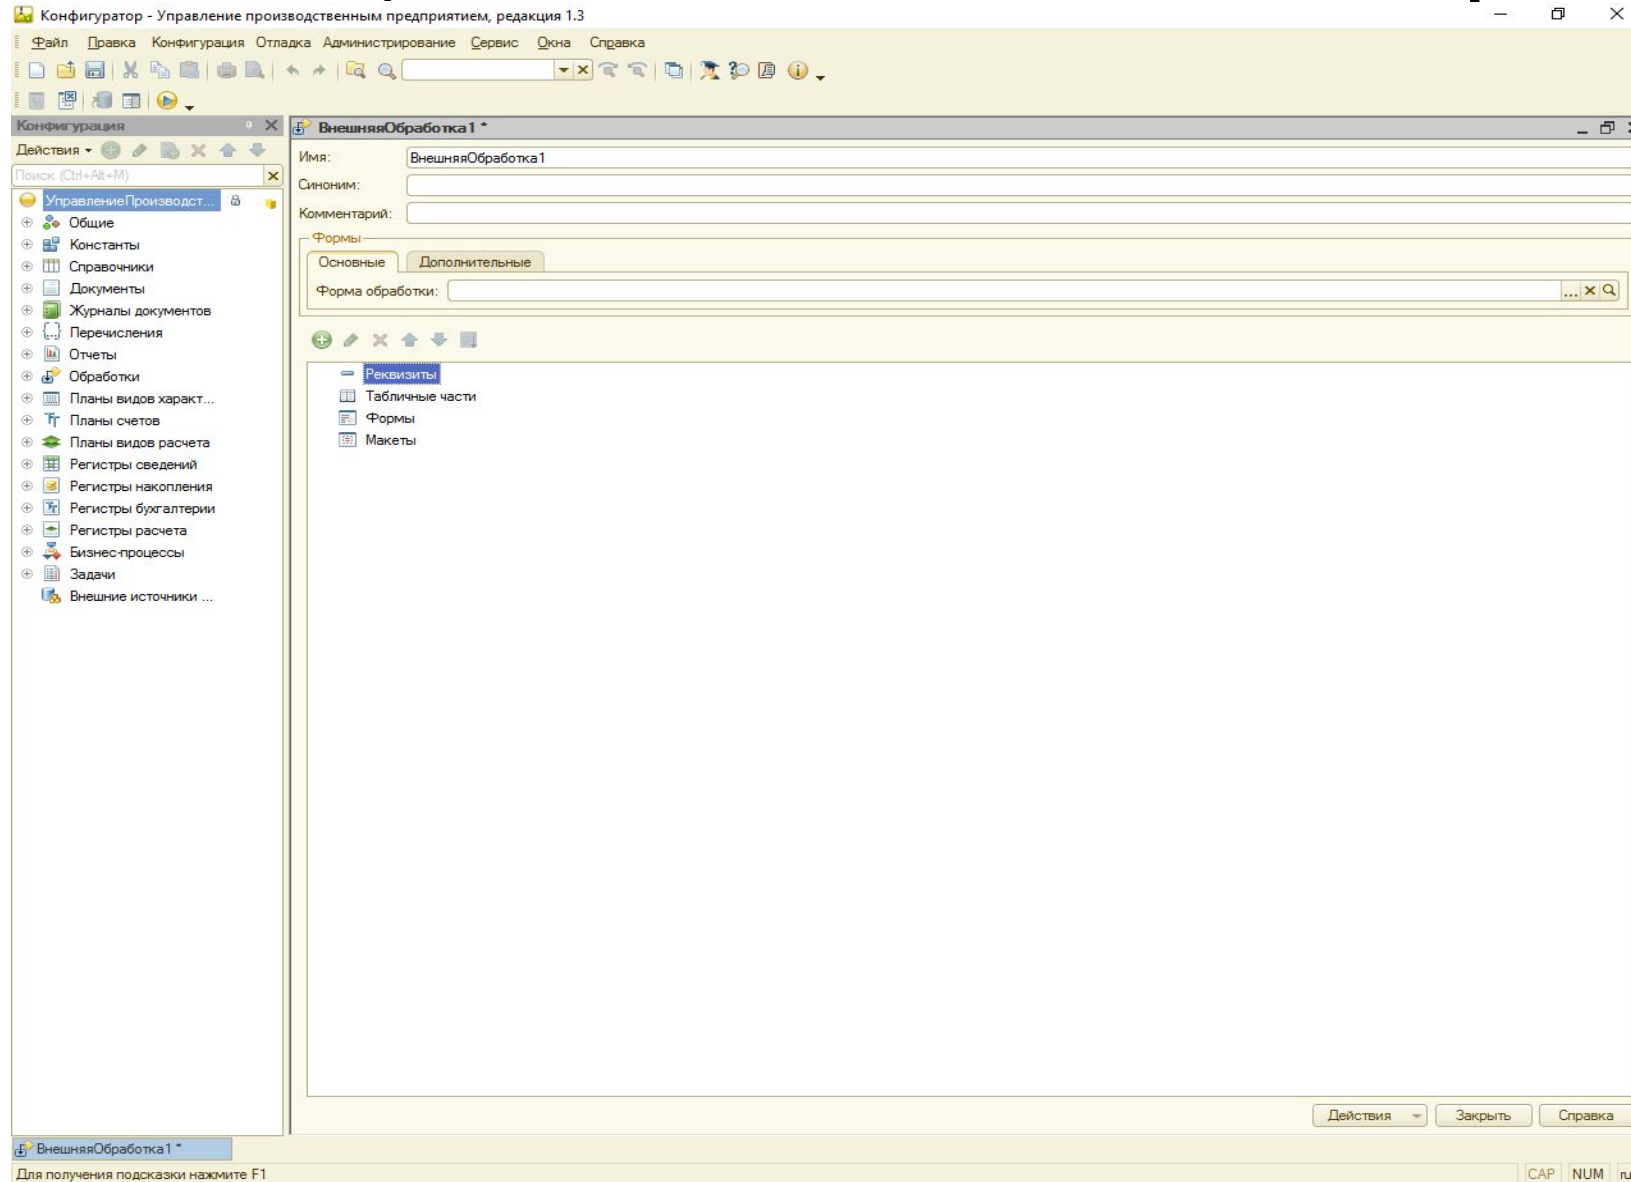 Конфигуратор - Управление производственным предприятием, редакция 1.3
Файл Правка Конфигурация Отладка Администрирование Сервис Окна Справка
Конфигурация
Действия
Поиск (Ctrl+Alt+M)
УправлениеПроизводст...
Общие
Константы
Справочники
Документы
Журналы документов
Перечисления
Отчеты
Обработки
Планы видов характ...
Планы счетов
Планы видов расчета
Регистры сведений
Регистры накопления
Регистры бухгалтерии
Регистры расчета
Бизнес-процессы
Задачи
Внешние источники ...
ВнешняяОбработка1 *
Имя: ВнешняяОбработка1
Синоним:
Комментарий:
Формы
Основные Дополнительные
Форма обработки: ...
Реквизиты
Табличные части
Формы
Макеты
Действия Закрыть Справка
ВнешняяОбработка1 *
Для получения подсказки нажмите F1 CAP NUM ru